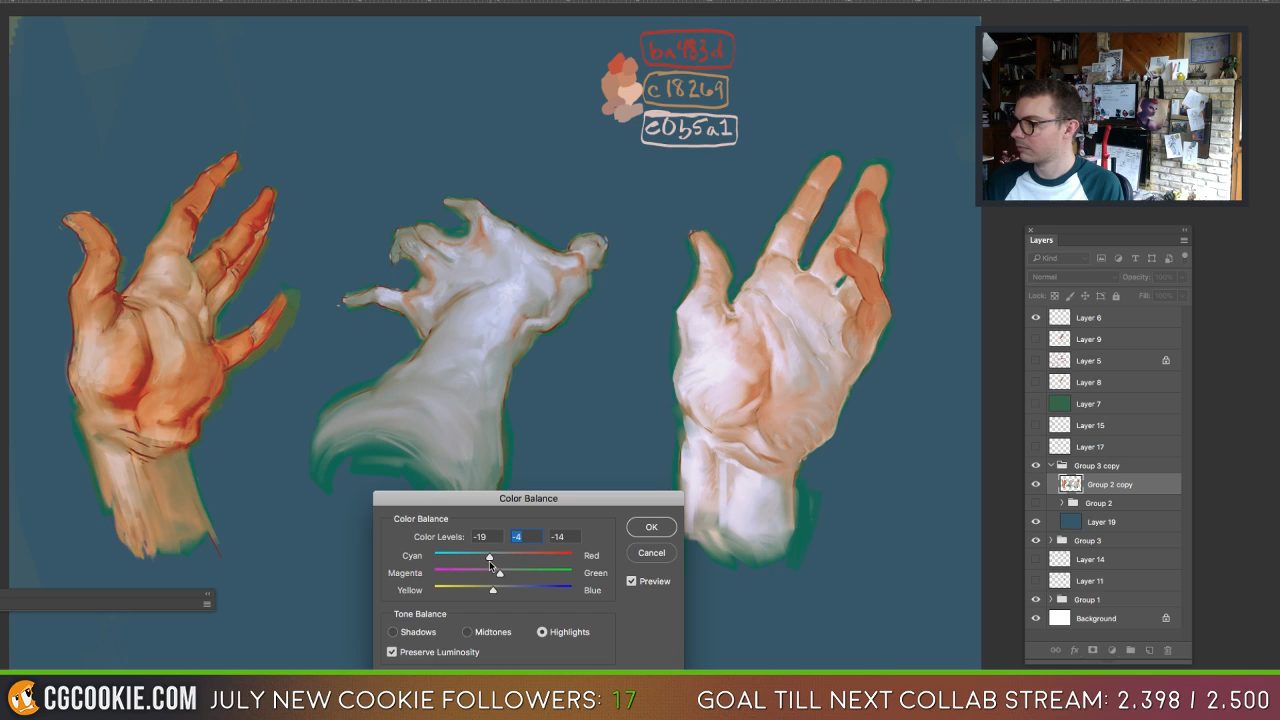 ba483d
c18269
e0b5a1
Layers
Kind
Normal
Opacity: 100%
Lock:
Fill: 100%
Layer 6
Layer 9
Layer 5
Layer 8
Layer 7
Layer 15
Layer 17
Group 3 copy
Group 2 copy
Group 2
Layer 19
Group 3
Layer 14
Layer 11
Group 1
Background
fx
Color Balance
Color Balance
Color Levels: -19 -4 -14
Cyan Red
Magenta Green
Yellow Blue
OK
Cancel
Preview
Tone Balance
Shadows Midtones Highlights
Preserve Luminosity
CGCOOKIE.COM JULY NEW COOKIE FOLLOWERS: 17 GOAL TILL NEXT COLLAB STREAM: 2.398 / 2.500